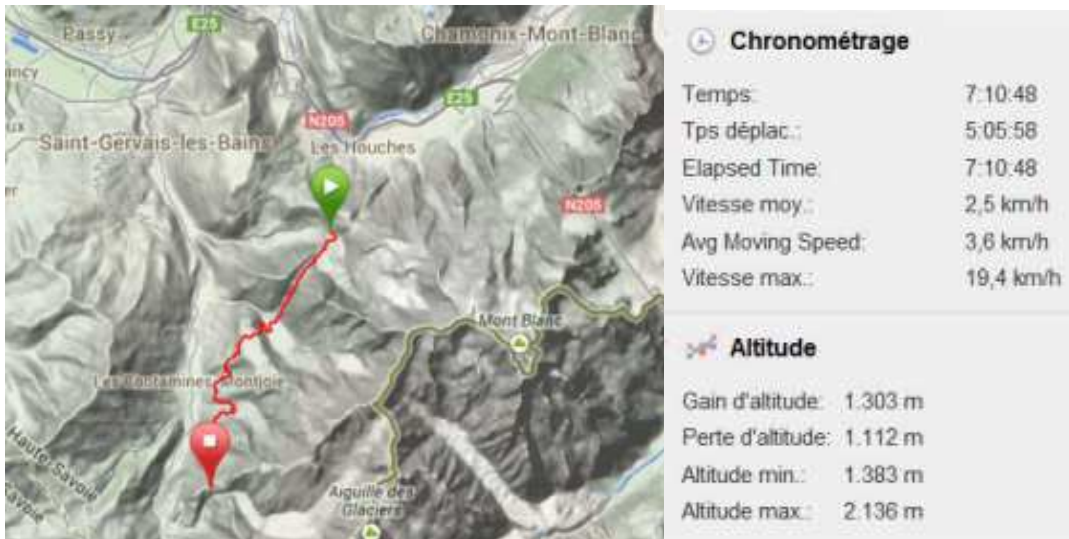 Passy
E25
Chamonix-Mont-Blanc
ancy
E25
N205
Saint-Gervais-les-Bains
Les Houches
N205
Mont Blanc
Les Contamines-Montjoie
Haute-Savoie
Savoie
Aiguille des
Glaciers
Chronométrage
Temps: 7:10:48
Tps déplac.: 5:05:58
Elapsed Time: 7:10:48
Vitesse moy.: 2,5 km/h
Avg Moving Speed: 3,6 km/h
Vitesse max.: 19,4 km/h
Altitude
Gain d'altitude: 1.303 m
Perte d'altitude: 1.112 m
Altitude min.: 1.383 m
Altitude max.: 2.136 m